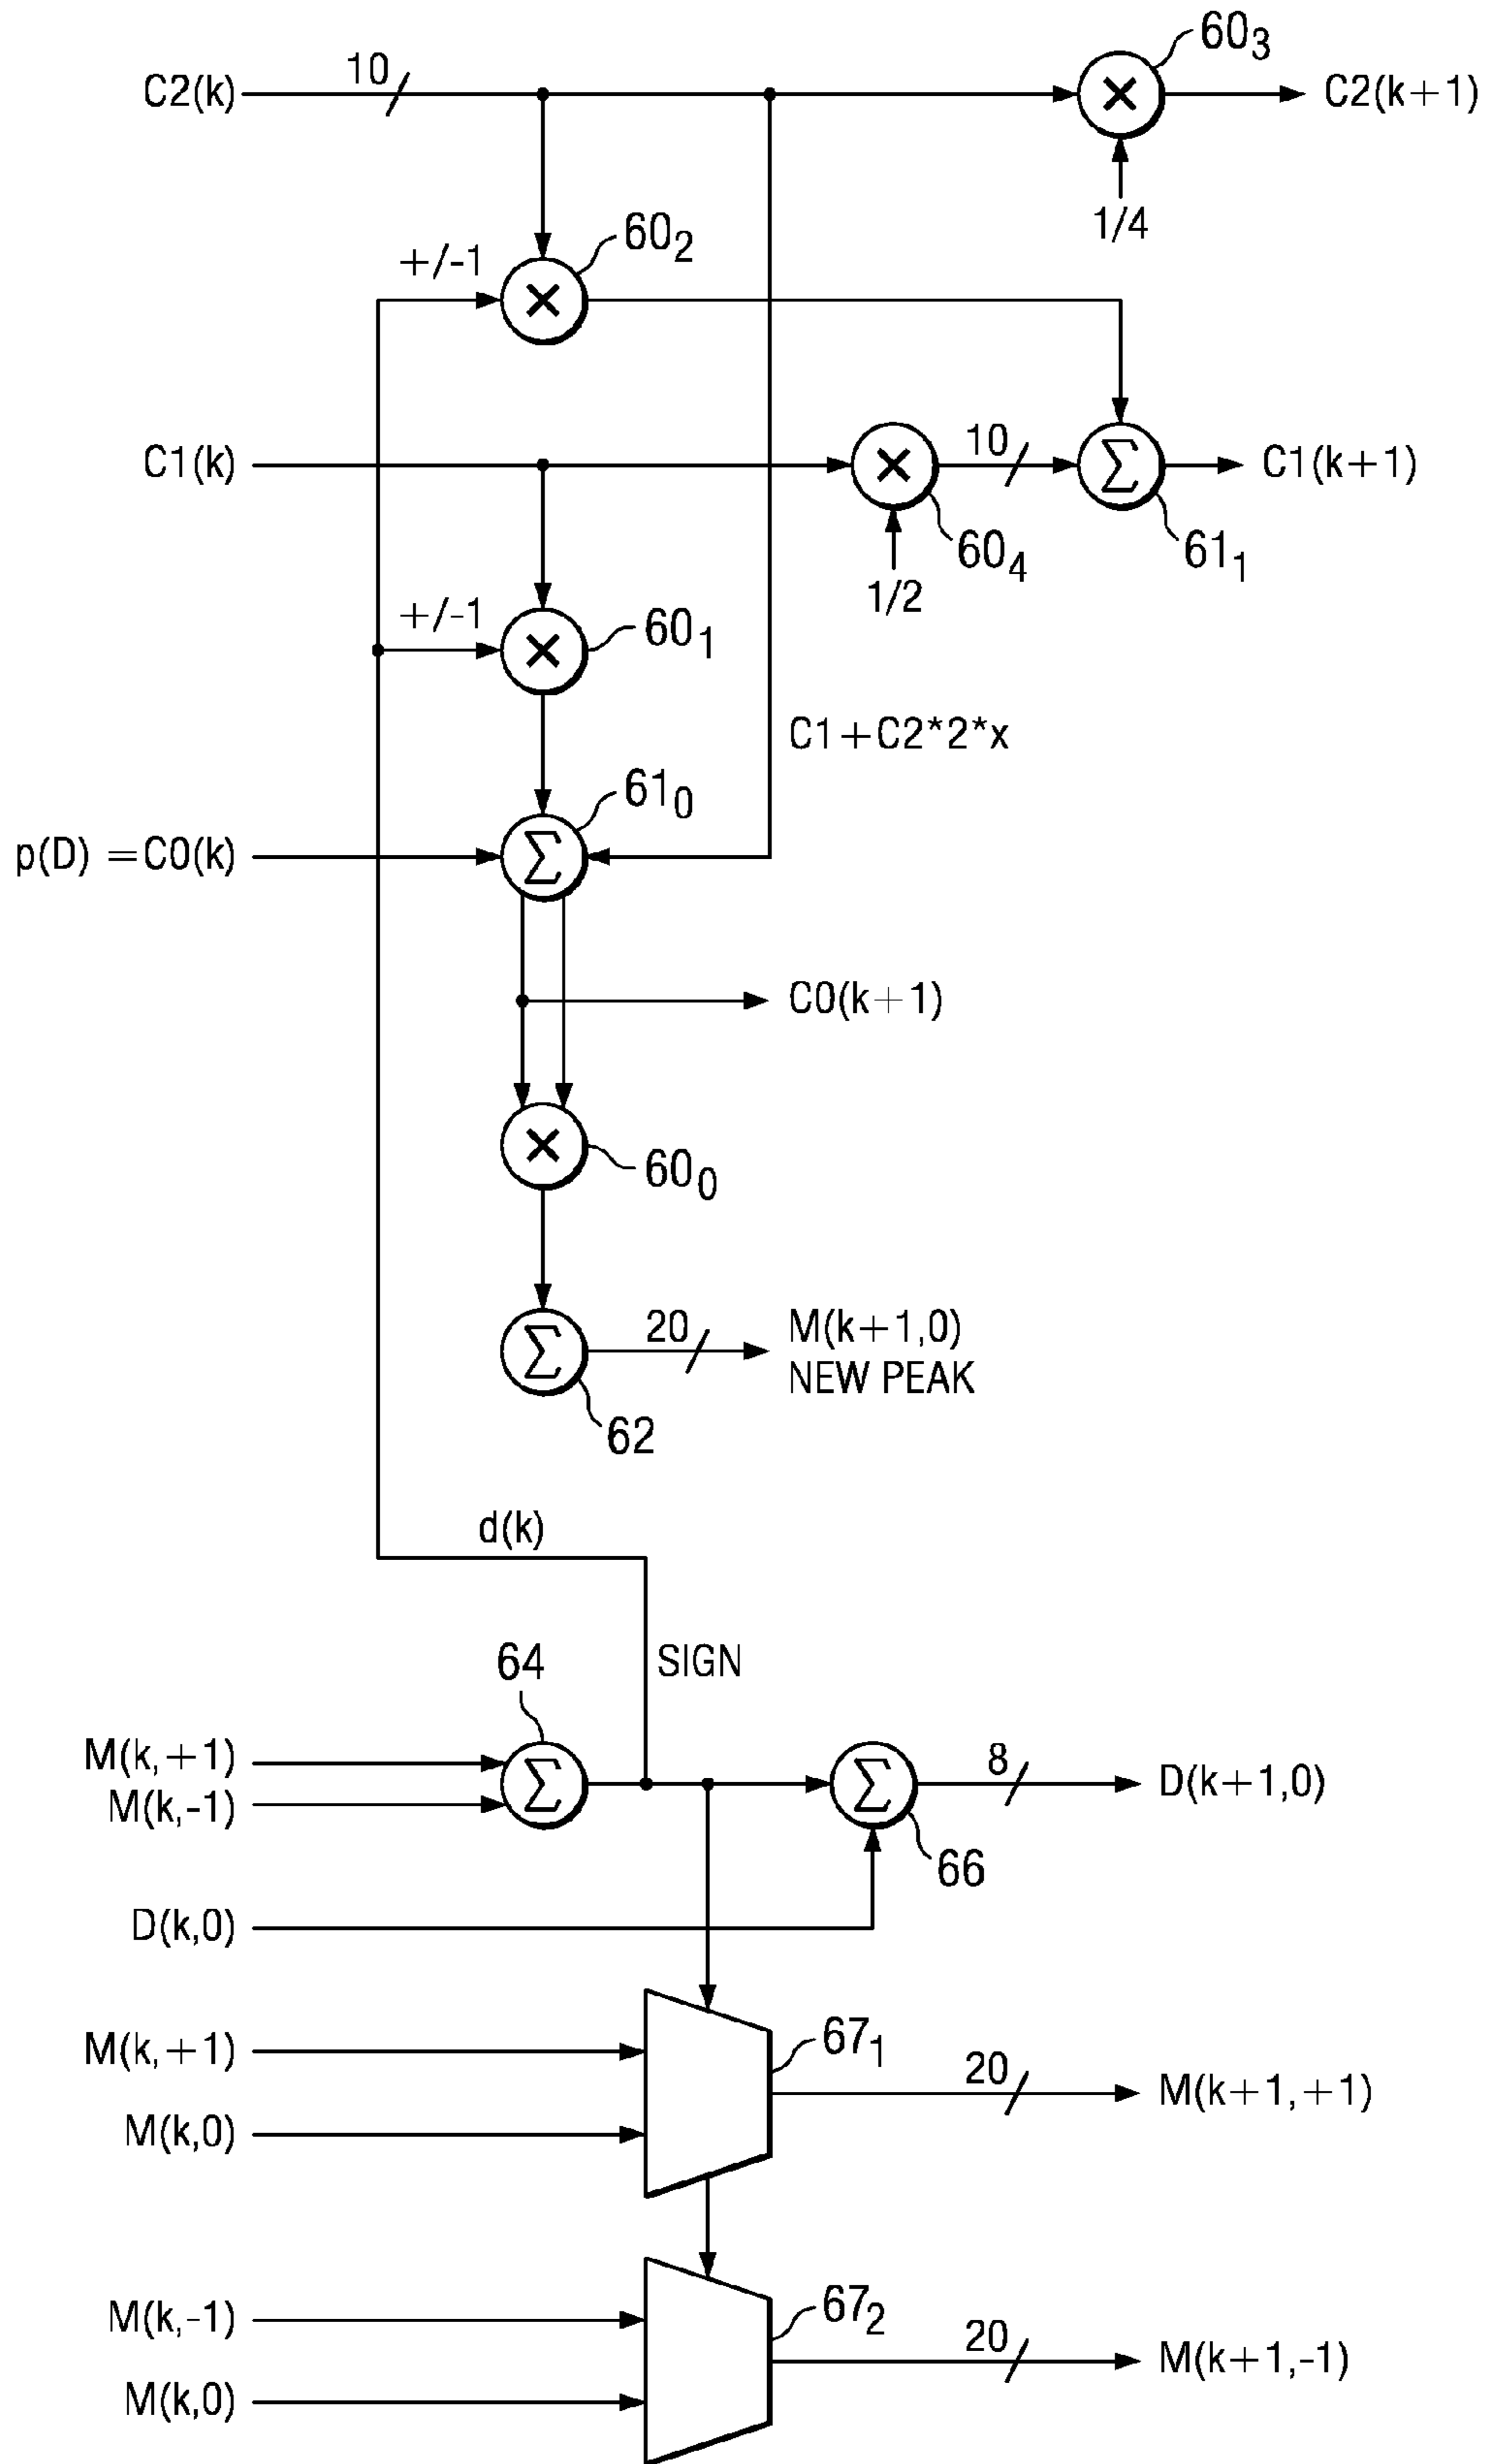 60₃
C2(k) 10 × C2(k+1)
1/4
+/-1 60₂
×
C1(k) × 10 Σ C1(k+1)
60₄ 61₁
1/2
+/-1 × 60₁
C1+C2*2*x
61₀
p(D) =C0(k) Σ
C0(k+1)
× 60₀
Σ 20 M(k+1,0)
NEW PEAK
62
d(k)
64 SIGN
M(k,+1) Σ Σ 8 D(k+1,0)
M(k,-1)
66
D(k,0)
M(k,+1) 67₁
20 M(k+1,+1)
M(k,0)
M(k,-1) 67₂
20 M(k+1,-1)
M(k,0)